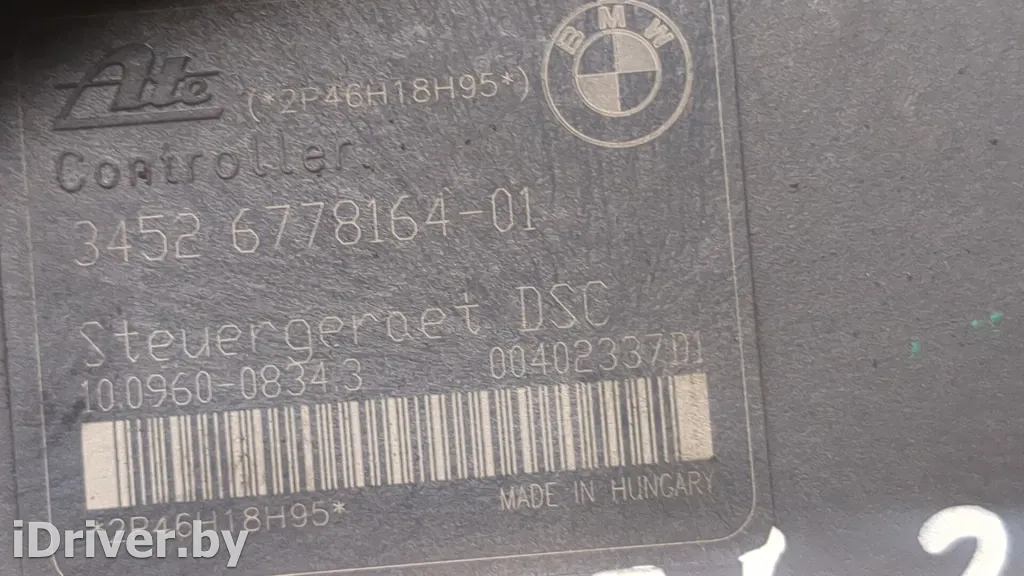 Ate (*2P46H18H95*) BMW
Controller
3452 6778164-01
Steuergeraet DSC
10.0960-0834.3 00402337D1
*2P46H18H95* MADE IN HUNGARY
iDriver.by